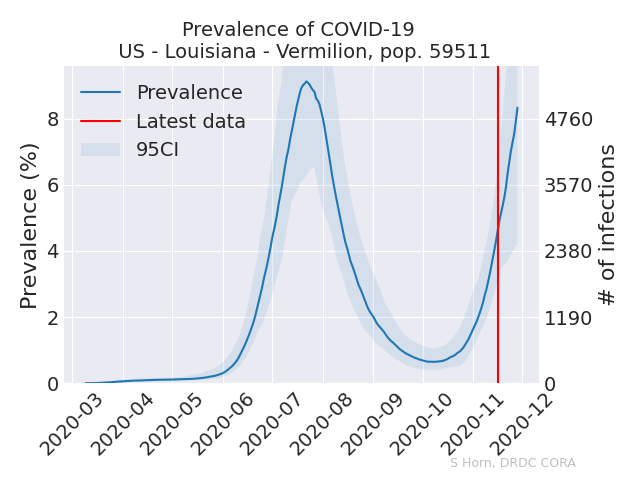 Prevalence of COVID-19
US - Louisiana - Vermilion, pop. 59511
Prevalence
Latest data
95CI
Prevalence (%)
8
6
4
2
0
4760
3570
2380
1190
0
# of infections
2020-03
2020-04
2020-05
2020-06
2020-07
2020-08
2020-09
2020-10
2020-11
2020-12
S Horn, DRDC CORA